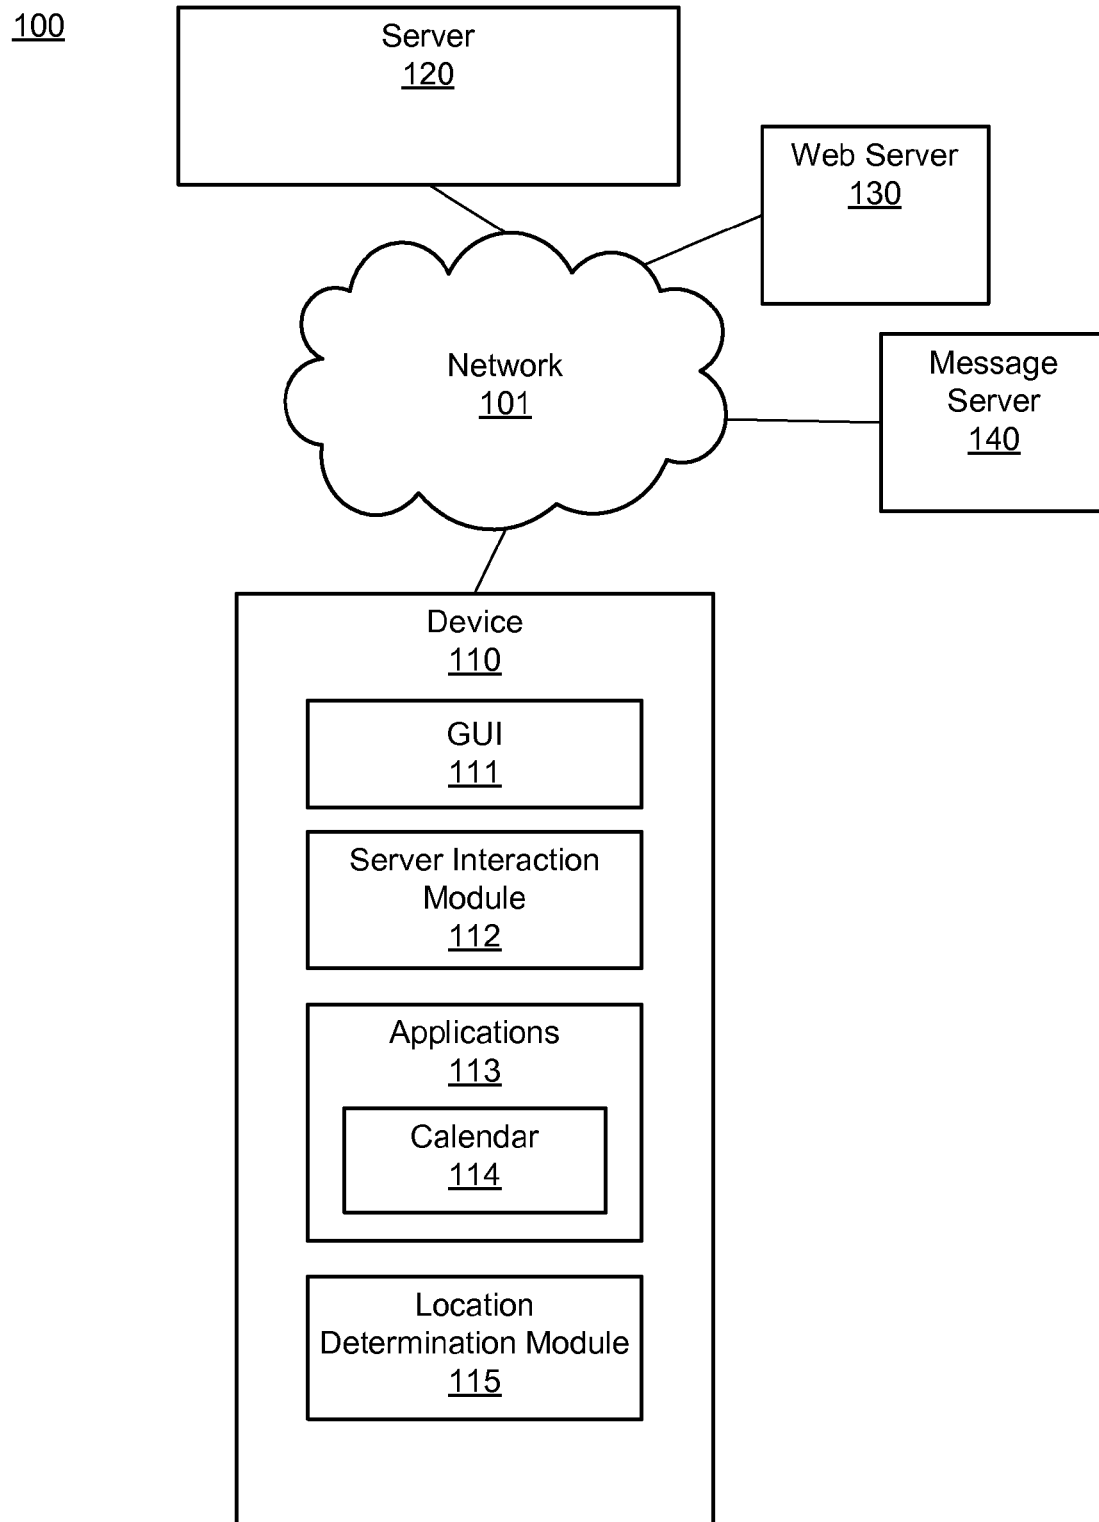 100
Server
120
Web Server
130
Network
101
Message
Server
140
Device
110
GUI
111
Server Interaction
Module
112
Applications
113
Calendar
114
Location
Determination Module
115